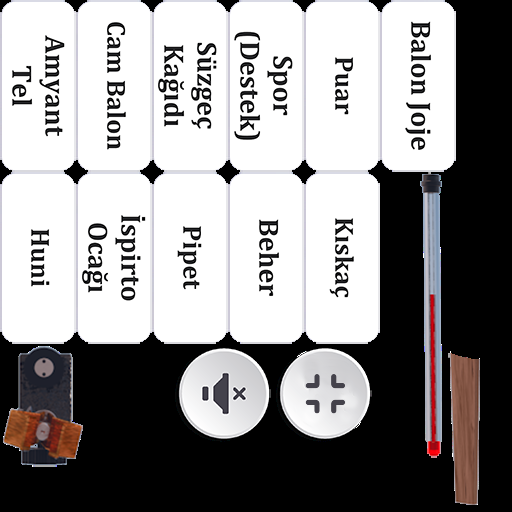 Amyant
Tel
Cam Balon
Süzgeç
Kağıdı
Spor
(Destek)
Puar
Balon Joje
Huni
İspirto
Ocağı
Pipet
Beher
Kıskaç